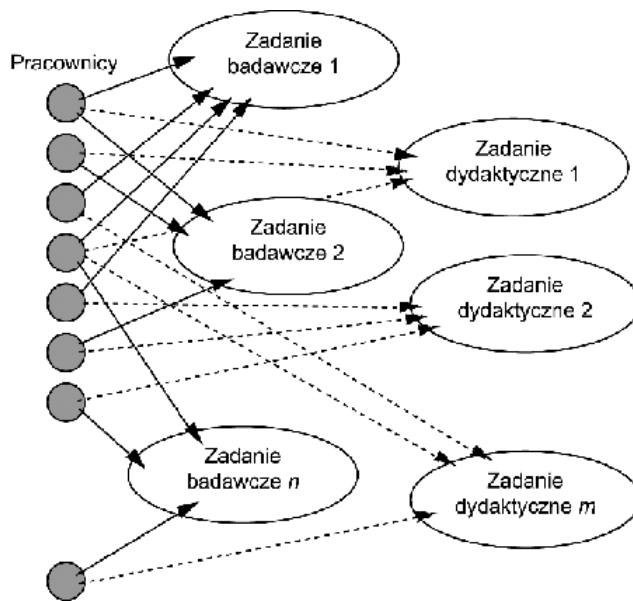 Pracownicy
Zadanie
badawcze 1
Zadanie
dydaktyczne 1
Zadanie
badawcze 2
Zadanie
dydaktyczne 2
Zadanie
badawcze n
Zadanie
dydaktyczne m